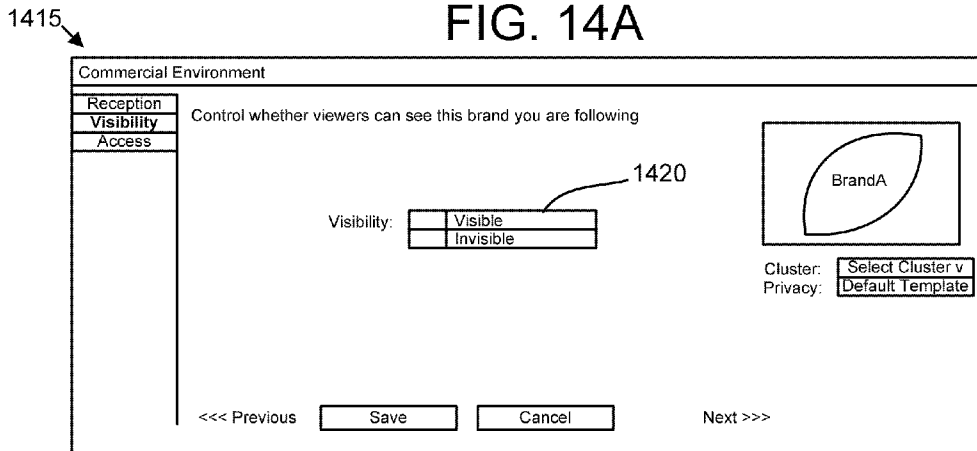 FIG. 14A
1415
Commercial Environment
Reception
Visibility
Access
Control whether viewers can see this brand you are following
1420
Visibility:
Visible
Invisible
BrandA
Cluster: Select Cluster v
Privacy: Default Template
<<< Previous Save Cancel Next >>>